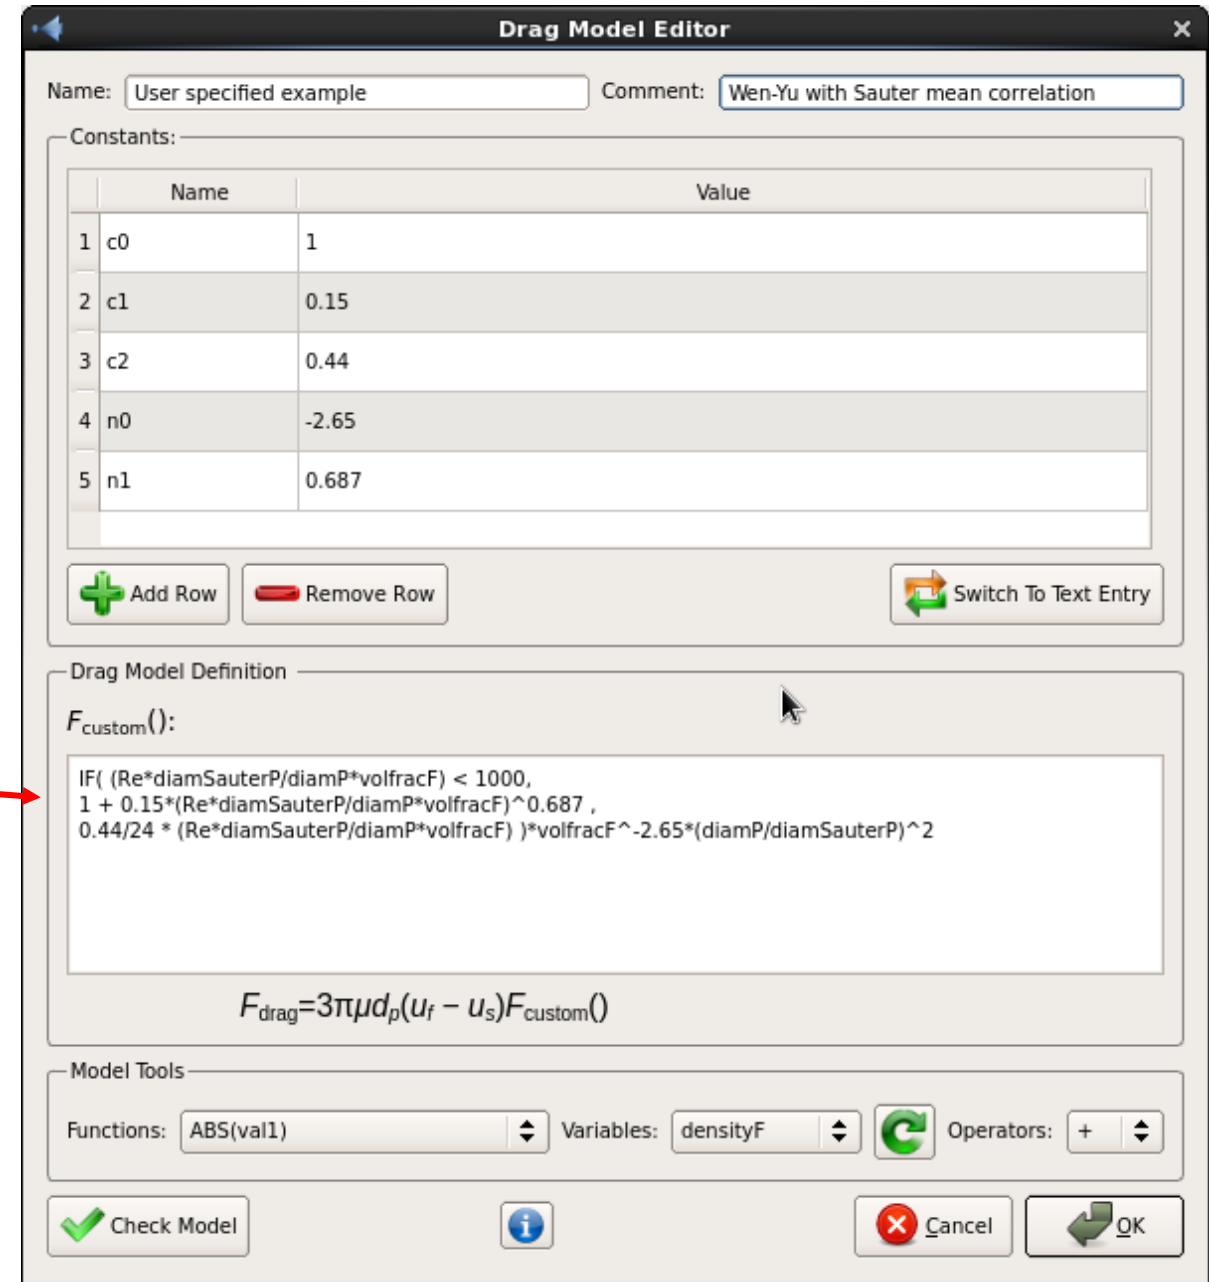 Drag Model Editor
Name: User specified example Comment: Wen-Yu with Sauter mean correlation
Constants:
Name Value
1 c0 1
2 c1 0.15
3 c2 0.44
4 n0 -2.65
5 n1 0.687
Add Row Remove Row Switch To Text Entry
Drag Model Definition
Fcustom():
IF( (Re*diamSauterP/diamP*volfracF) < 1000,
1 + 0.15*(Re*diamSauterP/diamP*volfracF)^0.687 ,
0.44/24 * (Re*diamSauterP/diamP*volfracF) )*volfracF^-2.65*(diamP/diamSauterP)^2
Fdrag=3πμdp(uf − us)Fcustom()
Model Tools
Functions: ABS(val1) Variables: densityF Operators: +
Check Model Cancel OK